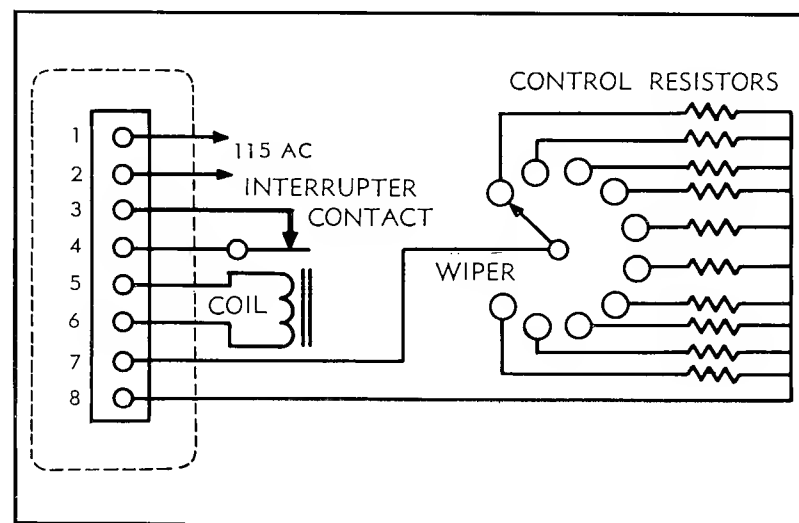 CONTROL RESISTORS
1
115 AC
2
INTERRUPTER
3
CONTACT
4
WIPER
5
COIL
6
7
8